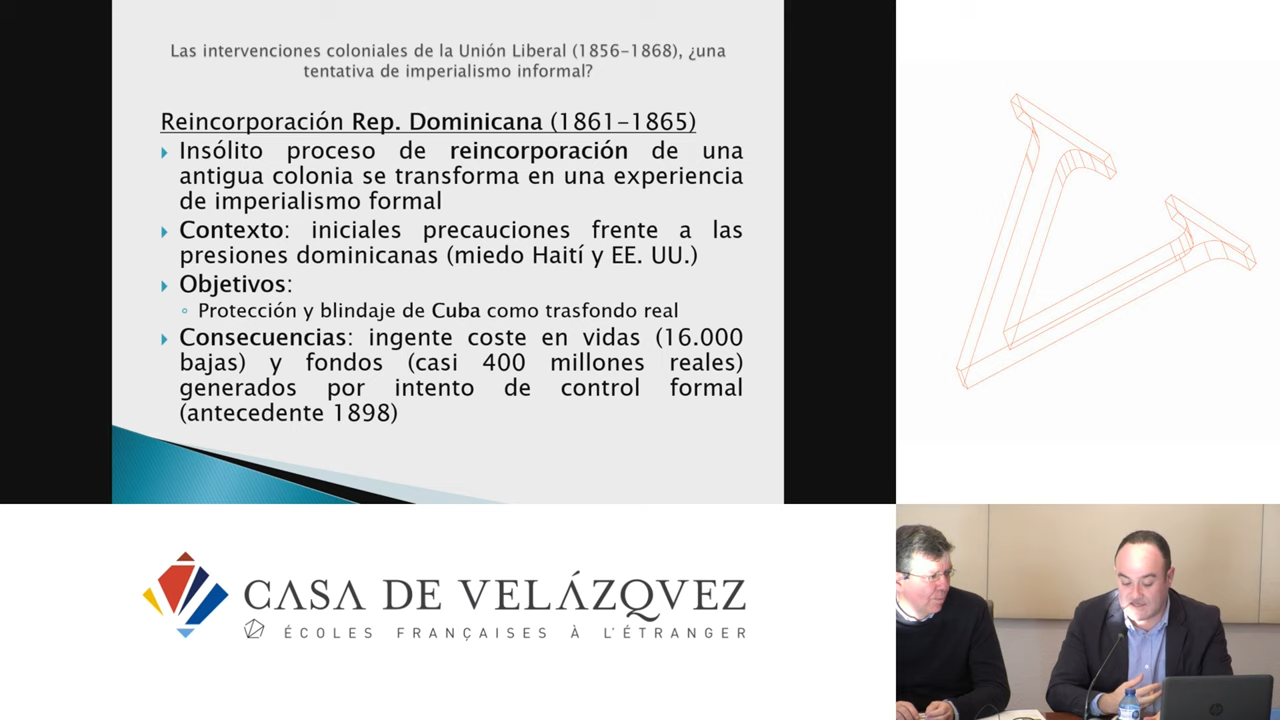 Las intervenciones coloniales de la Unión Liberal (1856-1868), ¿una
tentativa de imperialismo informal?
Reincorporación Rep. Dominicana (1861-1865)
Insólito proceso de reincorporación de una
antigua colonia se transforma en una experiencia
de imperialismo formal
Contexto: iniciales precauciones frente a las
presiones dominicanas (miedo Haití y EE. UU.)
Objetivos:
Protección y blindaje de Cuba como trasfondo real
Consecuencias: ingente coste en vidas (16.000
bajas) y fondos (casi 400 millones reales)
generados por intento de control formal
(antecedente 1898)
CASA DE VELÁZQVEZ
ÉCOLES FRANÇAISES À L'ÉTRANGER
hp